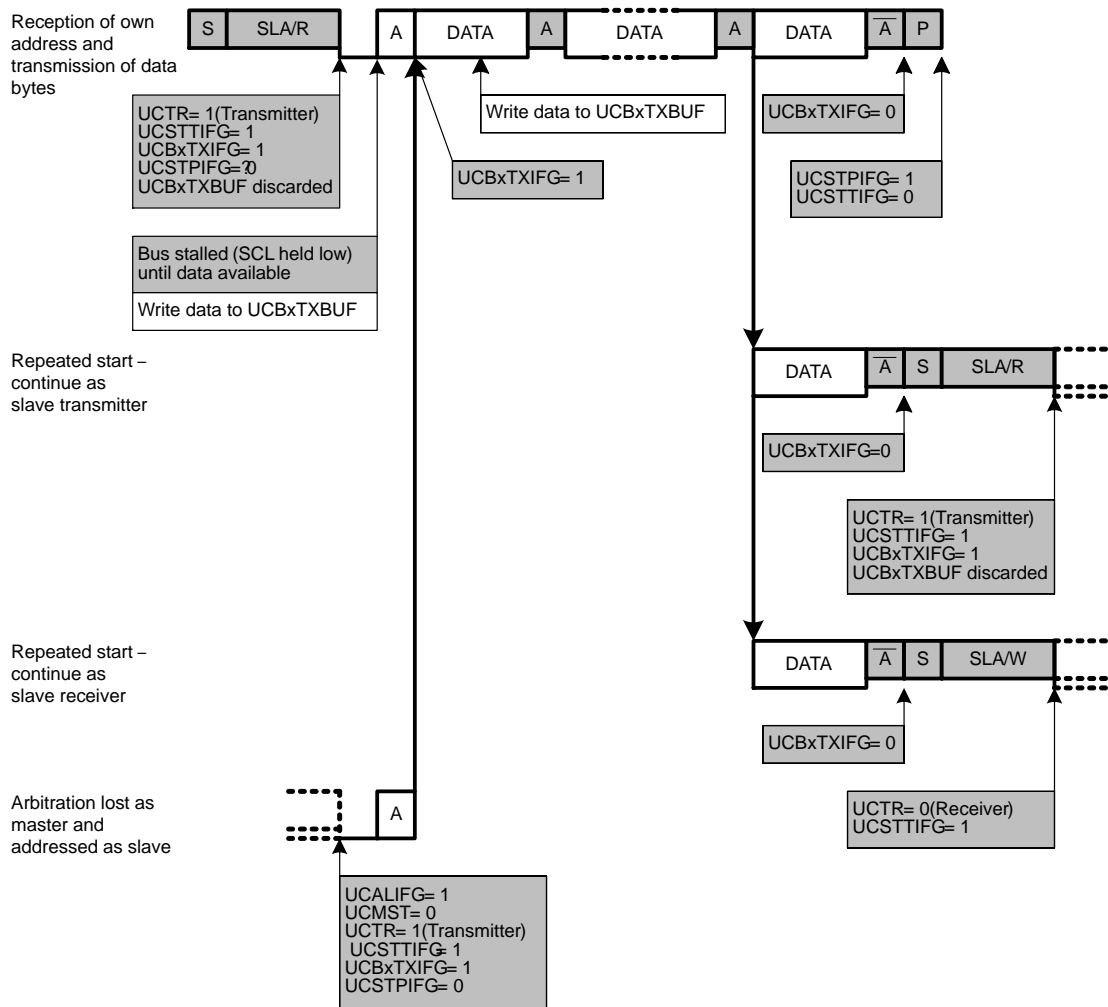 Reception of own
address and
transmission of data
bytes
S SLA/R A DATA A DATA A DATA A P
UCTR= 1(Transmitter)
UCSTTIFG= 1
UCBxTXIFG= 1
UCSTPIFG=?0
UCBxTXBUF discarded
Write data to UCBxTXBUF
UCBxTXIFG= 1
UCBxTXIFG= 0
UCSTPIFG= 1
UCSTTIFG= 0
Bus stalled (SCL held low)
until data available
Write data to UCBxTXBUF
Repeated start –
continue as
slave transmitter
DATA A S SLA/R
UCBxTXIFG=0
UCTR= 1(Transmitter)
UCSTTIFG= 1
UCBxTXIFG= 1
UCBxTXBUF discarded
Repeated start –
continue as
slave receiver
DATA A S SLA/W
UCBxTXIFG= 0
UCTR= 0(Receiver)
UCSTTIFG= 1
Arbitration lost as
master and
addressed as slave
A
UCALIFG= 1
UCMST= 0
UCTR= 1(Transmitter)
UCSTTIFG= 1
UCBxTXIFG= 1
UCSTPIFG= 0